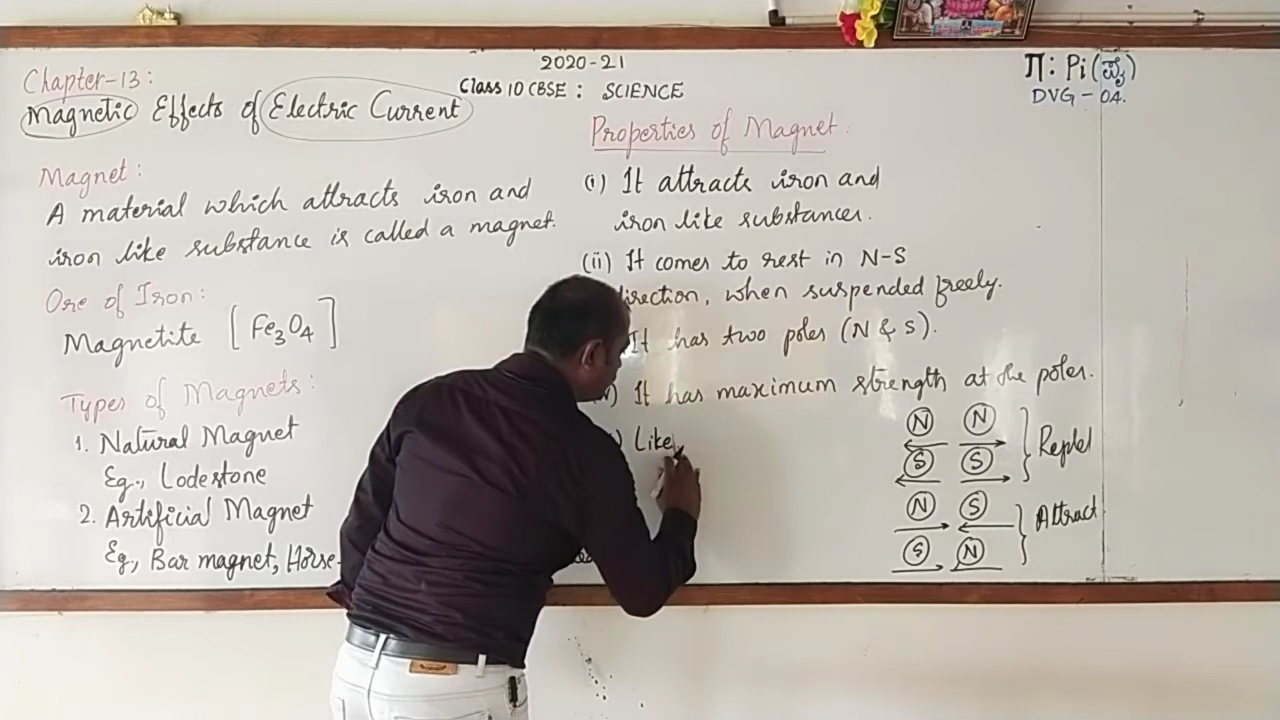 2020-21
Class 10 CBSE : SCIENCE
Π: Pi
DVG - 04.
Chapter-13:
Magnetic Effects of Electric Current
Magnet:
A material which attracts iron and
iron like substance is called a magnet.
Ore of Iron:
Magnetite [Fe3O4]
Types of Magnets:
1. Natural Magnet
Eg., Lodestone
2. Artificial Magnet
Eg., Bar magnet, Horse-
Properties of Magnet:
(i) It attracts iron and
iron like substances.
(ii) It comes to rest in N-S
direction, when suspended freely.
It has two poles (N & S).
It has maximum strength at the poles.
Like
N N
S S
Replel
N S
S N
Attract